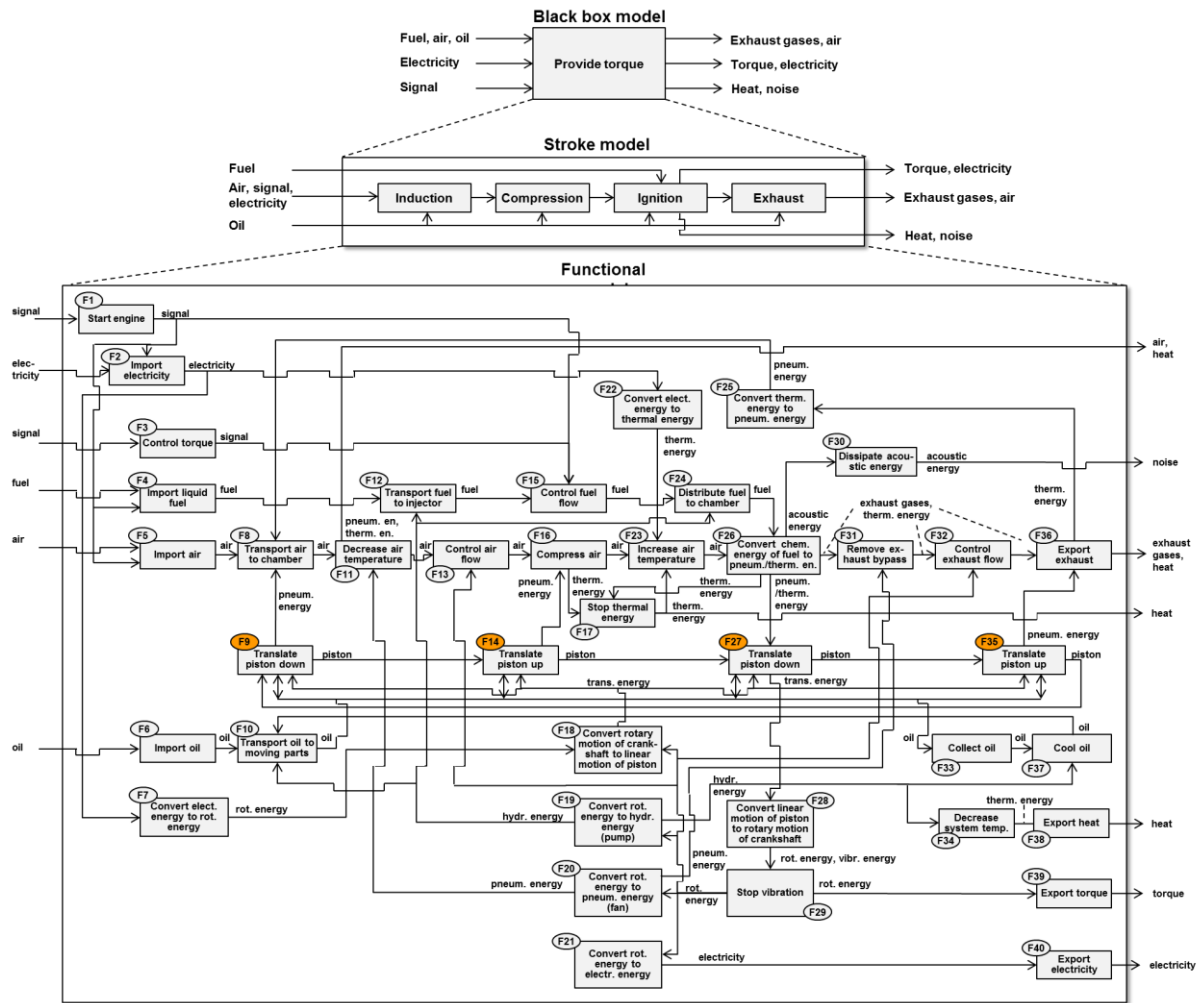 Black box model
Fuel, air, oil
Electricity
Signal
Provide torque
Exhaust gases, air
Torque, electricity
Heat, noise
Stroke model
Fuel
Air, signal,
electricity
Oil
Induction
Compression
Ignition
Exhaust
Torque, electricity
Exhaust gases, air
Heat, noise
Functional
signal
F1
Start engine
signal
elec-
tricity
F2
Import
electricity
electricity
air,
heat
pneum.
energy
F22
Convert elect.
energy to
thermal energy
F25
Convert therm.
energy to
pneum. energy
signal
F3
Control torque
signal
therm.
energy
F30
Dissipate acou-
stic energy
acoustic
energy
noise
fuel
F4
Import liquid
fuel
fuel
F12
Transport fuel
to injector
fuel
F15
Control fuel
flow
fuel
F24
Distribute fuel
to chamber
fuel
therm.
energy
acoustic
energy
exhaust gases,
therm. energy
pneum. en,
therm. en.
air
F5
Import air
air
F8
Transport air
to chamber
air
Decrease air
temperature
F11
air
Control air
flow
F13
air
F16
Compress air
air
F23
Increase air
temperature
air
F26
Convert chem.
energy of fuel to
pneum./therm. en.
F31
Remove ex-
haust bypass
F32
Control
exhaust flow
F36
Export
exhaust
exhaust
gases,
heat
pneum.
energy
pneum.
energy
therm.
energy
Stop thermal
energy
F17
therm.
energy
therm.
energy
pneum.
/therm.
energy
heat
F9
Translate
piston down
piston
F14
Translate
piston up
piston
F27
Translate
piston down
piston
F35
Translate
piston up
pneum. energy
piston
trans. energy
trans. energy
oil
F6
Import oil
oil
F10
Transport oil to
moving parts
oil
F18
Convert rotary
motion of crank-
shaft to linear
motion of piston
oil
Collect oil
F33
oil
Cool oil
F37
oil
F7
Convert elect.
energy to rot.
energy
rot. energy
hydr. energy
F19
Convert rot.
energy to hydr.
energy
(pump)
hydr.
energy
Convert linear
motion of piston
to rotary motion
of crankshaft
F28
Decrease
system temp.
F34
therm. energy
Export heat
F38
heat
pneum.
energy
rot. energy, vibr. energy
pneum. energy
F20
Convert rot.
energy to
pneum. energy
(fan)
rot.
energy
Stop vibration
F29
rot. energy
F39
Export torque
torque
F21
Convert rot.
energy to
electr. energy
electricity
F40
Export
electricity
electricity